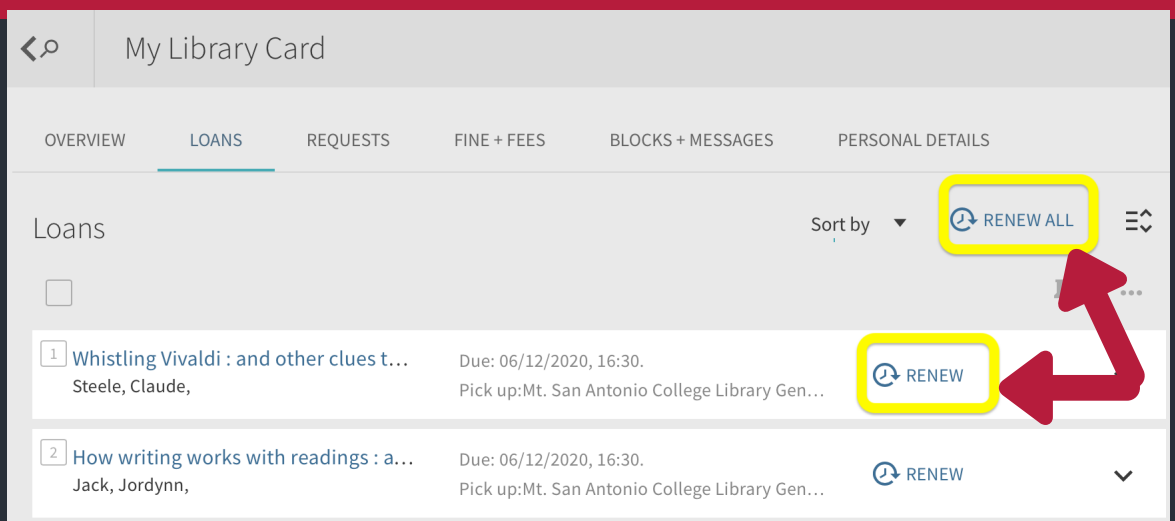 My Library Card
OVERVIEW LOANS REQUESTS FINE + FEES BLOCKS + MESSAGES PERSONAL DETAILS
Loans Sort by RENEW ALL
1 Whistling Vivaldi : and other clues t... Due: 06/12/2020, 16:30. RENEW
Steele, Claude, Pick up:Mt. San Antonio College Library Gen...
2 How writing works with readings : a... Due: 06/12/2020, 16:30. RENEW
Jack, Jordynn, Pick up:Mt. San Antonio College Library Gen...